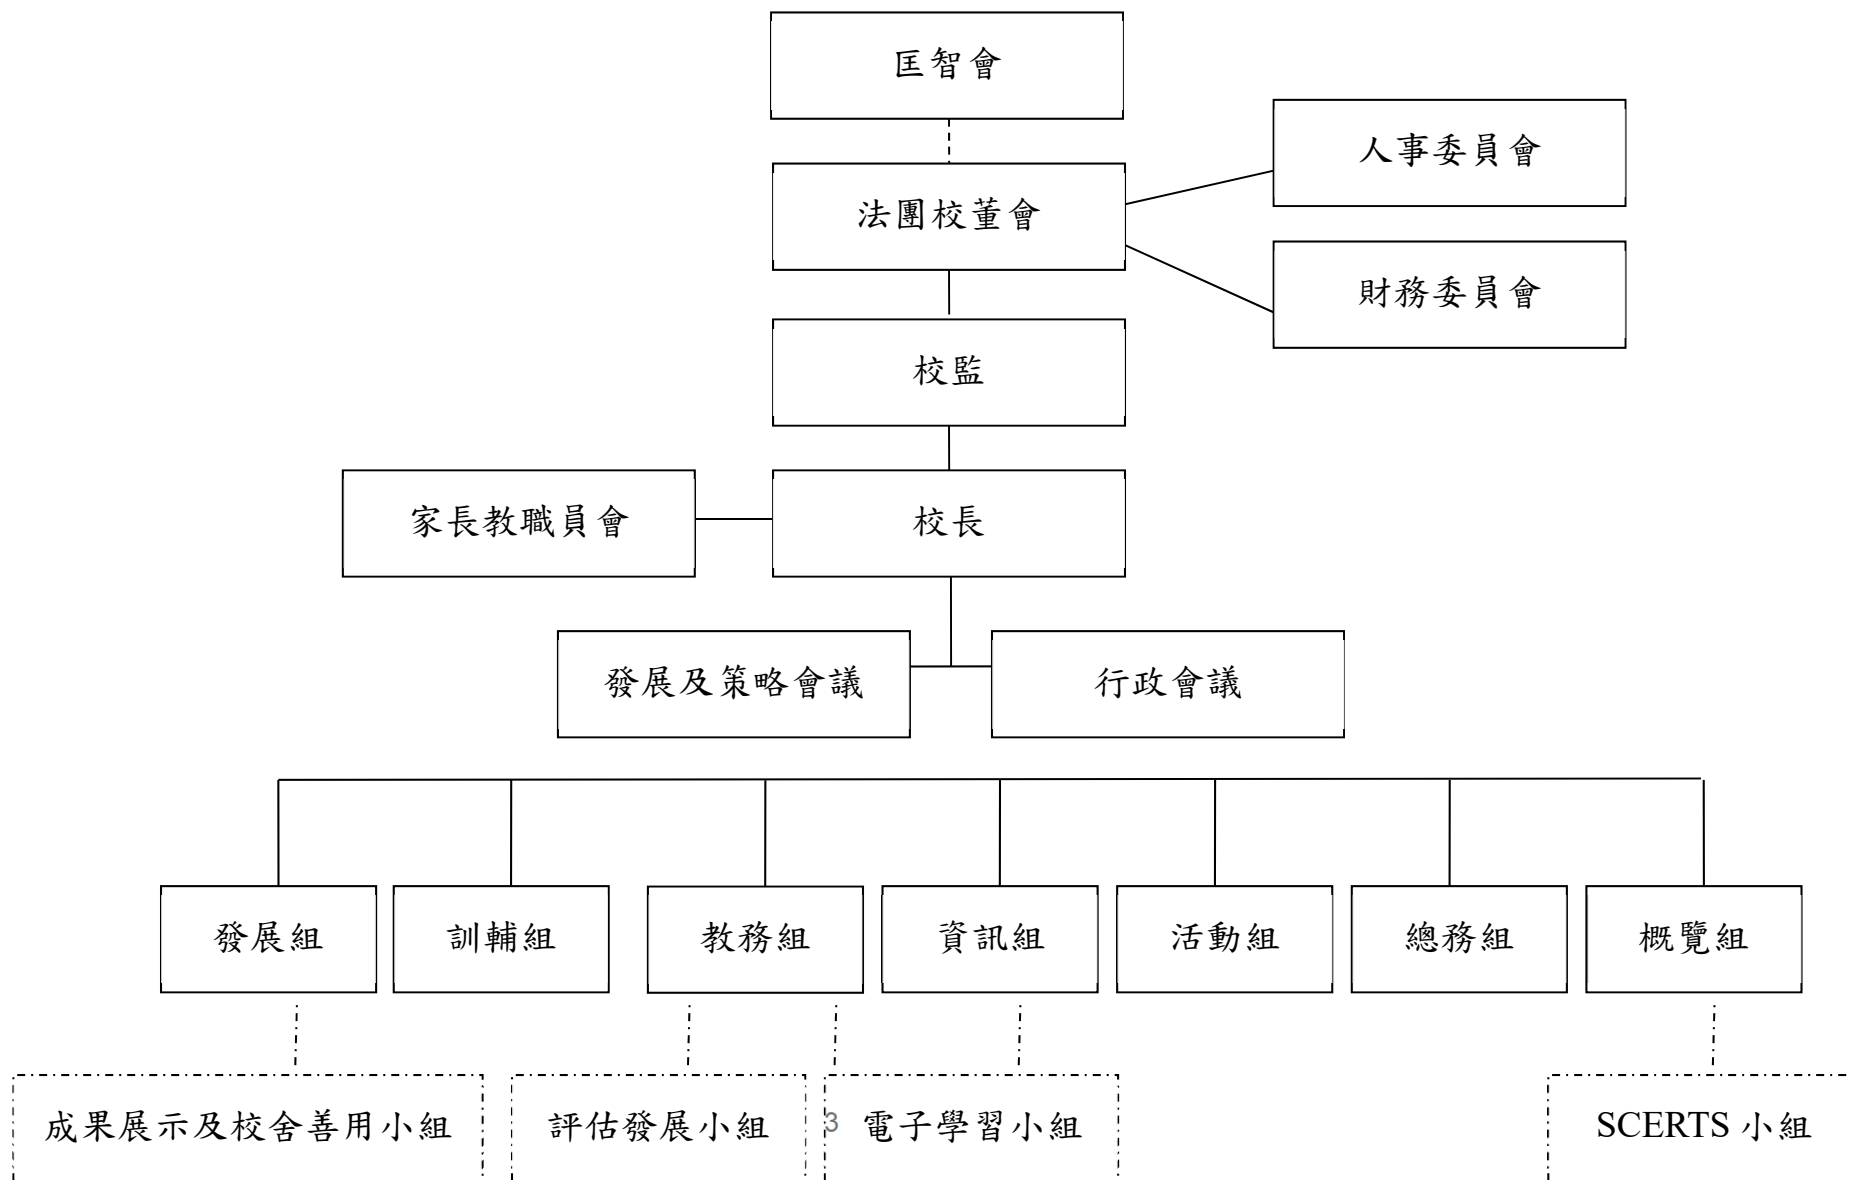 匡智會
人事委員會
法團校董會
財務委員會
校監
家長教職員會
校長
發展及策略會議
行政會議
發展組
訓輔組
教務組
資訊組
活動組
總務組
概覽組
成果展示及校舍善用小組
評估發展小組
3
電子學習小組
SCERTS 小組